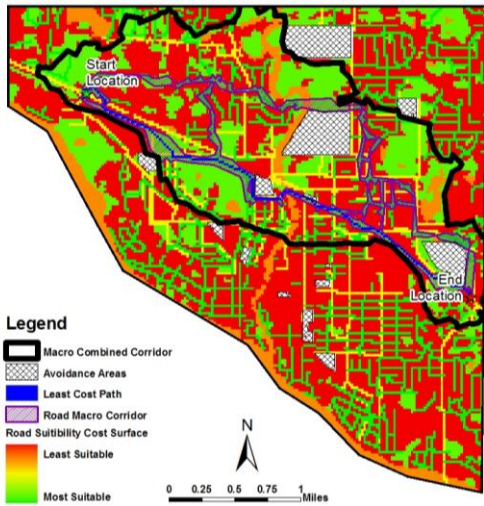 Start
Location
End
Location
Legend
Macro Combined Corridor
Avoidance Areas
Least Cost Path
Road Macro Corridor
Road Suitibility Cost Surface
Least Suitable
Most Suitable
N
0 0.25 0.5 0.75 1
Miles